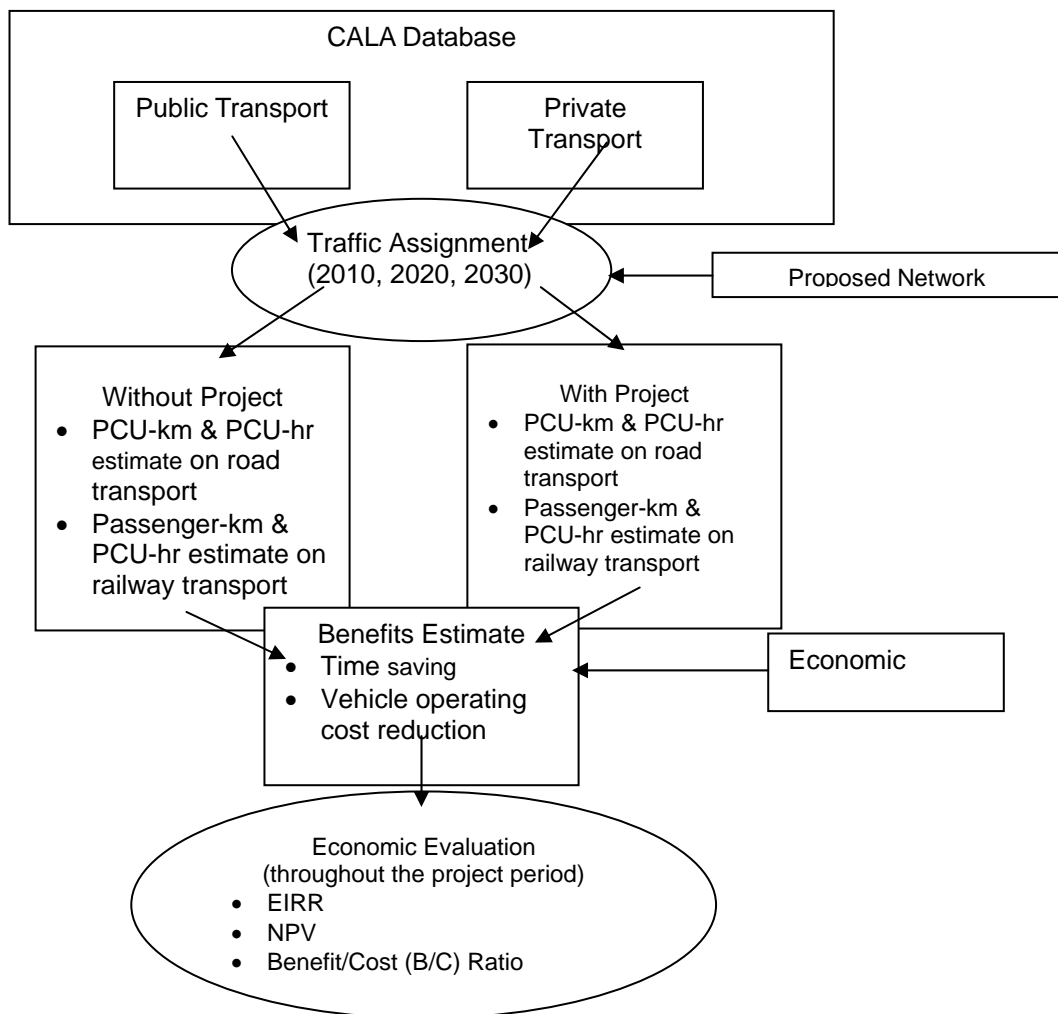 CALA Database
Public Transport
Private
Transport
Traffic Assignment
(2010, 2020, 2030)
Proposed Network
Without Project
• PCU-km & PCU-hr
estimate on road
transport
• Passenger-km &
PCU-hr estimate on
railway transport
With Project
• PCU-km & PCU-hr
estimate on road
transport
• Passenger-km &
PCU-hr estimate on
railway transport
Benefits Estimate
• Time saving
• Vehicle operating
cost reduction
Economic
Economic Evaluation
(throughout the project period)
• EIRR
• NPV
• Benefit/Cost (B/C) Ratio